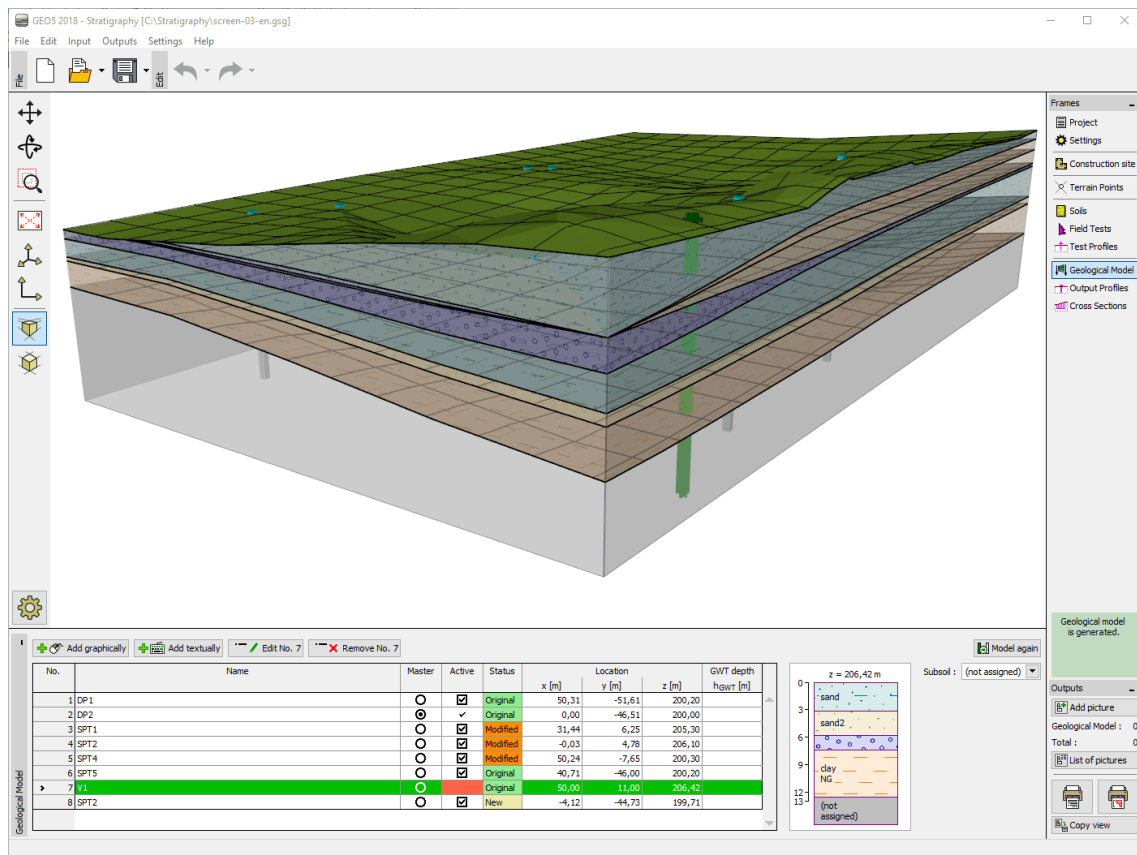 GEO5 2018 - Stratigraphy [C:\Stratigraphy\screen-03-en.gsg]
File Edit Input Outputs Settings Help
File
Edit
Frames
Project
Settings
Construction site
Terrain Points
Soils
Field Tests
Test Profiles
Geological Model
Output Profiles
Cross Sections
Geological model
is generated.
Outputs
Add picture
Geological Model : 0
Total : 0
List of pictures
Copy view
Geological Model
Add graphically Add textually Edit No. 7 Remove No. 7 Model again
No. Name Master Active Status Location GWT depth
x [m] y [m] z [m] hGWT [m]
1 DP1 Original 50,31 -51,61 200,20
2 DP2 Original 0,00 -46,51 200,00
3 SPT1 Modified 31,44 6,25 205,30
4 SPT2 Modified -0,03 4,78 206,10
5 SPT4 Modified 50,24 -7,65 200,30
6 SPT5 Original 40,71 -46,00 200,20
7 V1 Original 50,00 11,00 206,42
8 SPT2 New -4,12 -44,73 199,71
z = 206,42 m
0
sand
3
sand2
6
9
clay
NG
12
13
(not
assigned)
Subsoil : (not assigned)